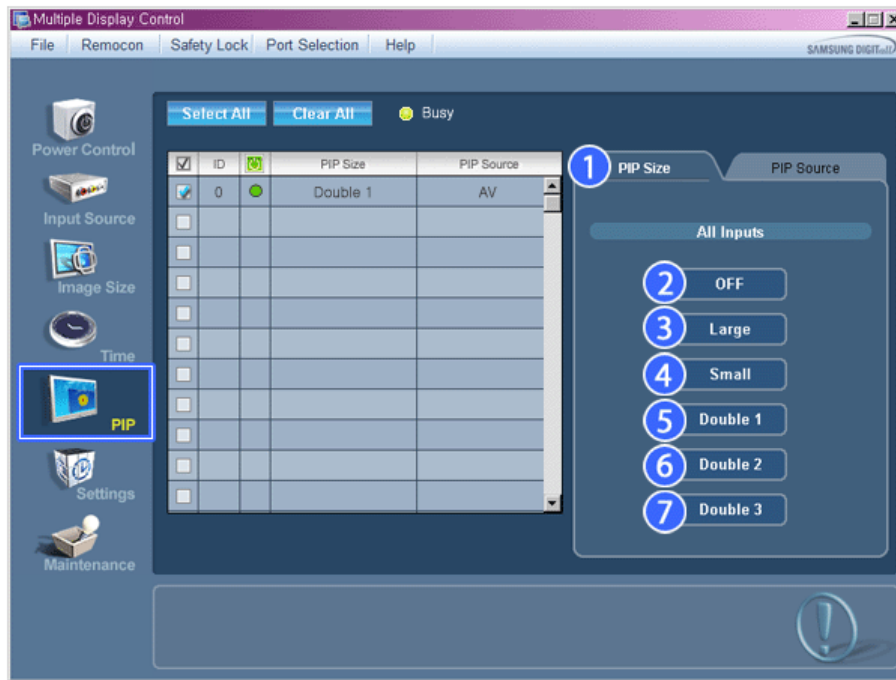 Multiple Display Control
File Remocon Safety Lock Port Selection Help
SAMSUNG DIGITall
Select All Clear All Busy
Power Control
ID PIP Size PIP Source
0 Double 1 AV
1 PIP Size PIP Source
Input Source
All Inputs
Image Size
2 OFF
3 Large
Time
4 Small
PIP
5 Double 1
6 Double 2
Settings
7 Double 3
Maintenance